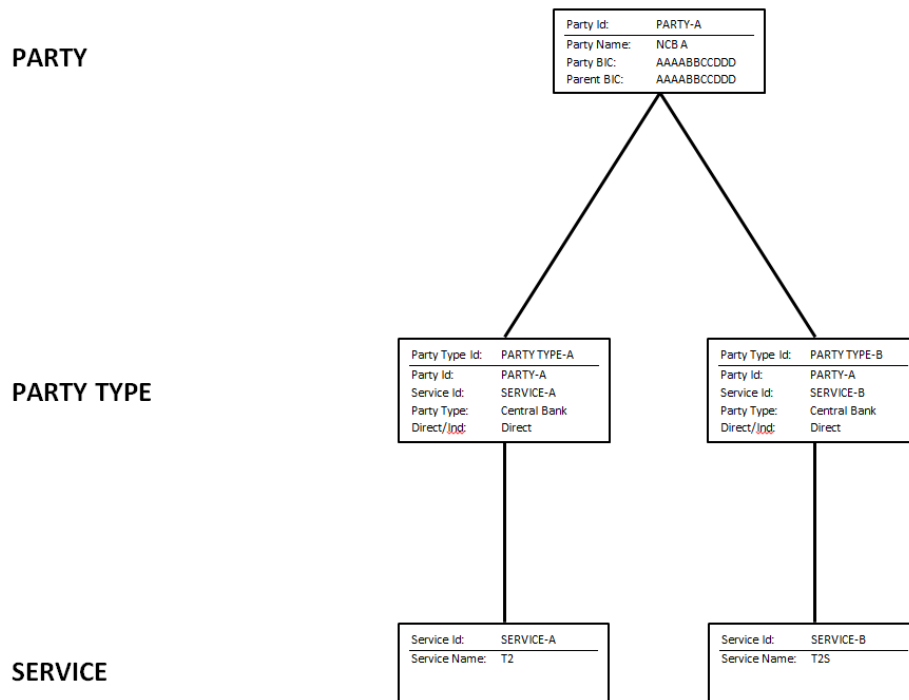 PARTY
Party Id: PARTY-A
Party Name: NCB A
Party BIC: AAAABBCCDDD
Parent BIC: AAAABBCCDDD
PARTY TYPE
Party Type Id: PARTY TYPE-A
Party Id: PARTY-A
Service Id: SERVICE-A
Party Type: Central Bank
Direct/Ind: Direct
Party Type Id: PARTY TYPE-B
Party Id: PARTY-A
Service Id: SERVICE-B
Party Type: Central Bank
Direct/Ind: Direct
SERVICE
Service Id: SERVICE-A
Service Name: T2
Service Id: SERVICE-B
Service Name: T2S